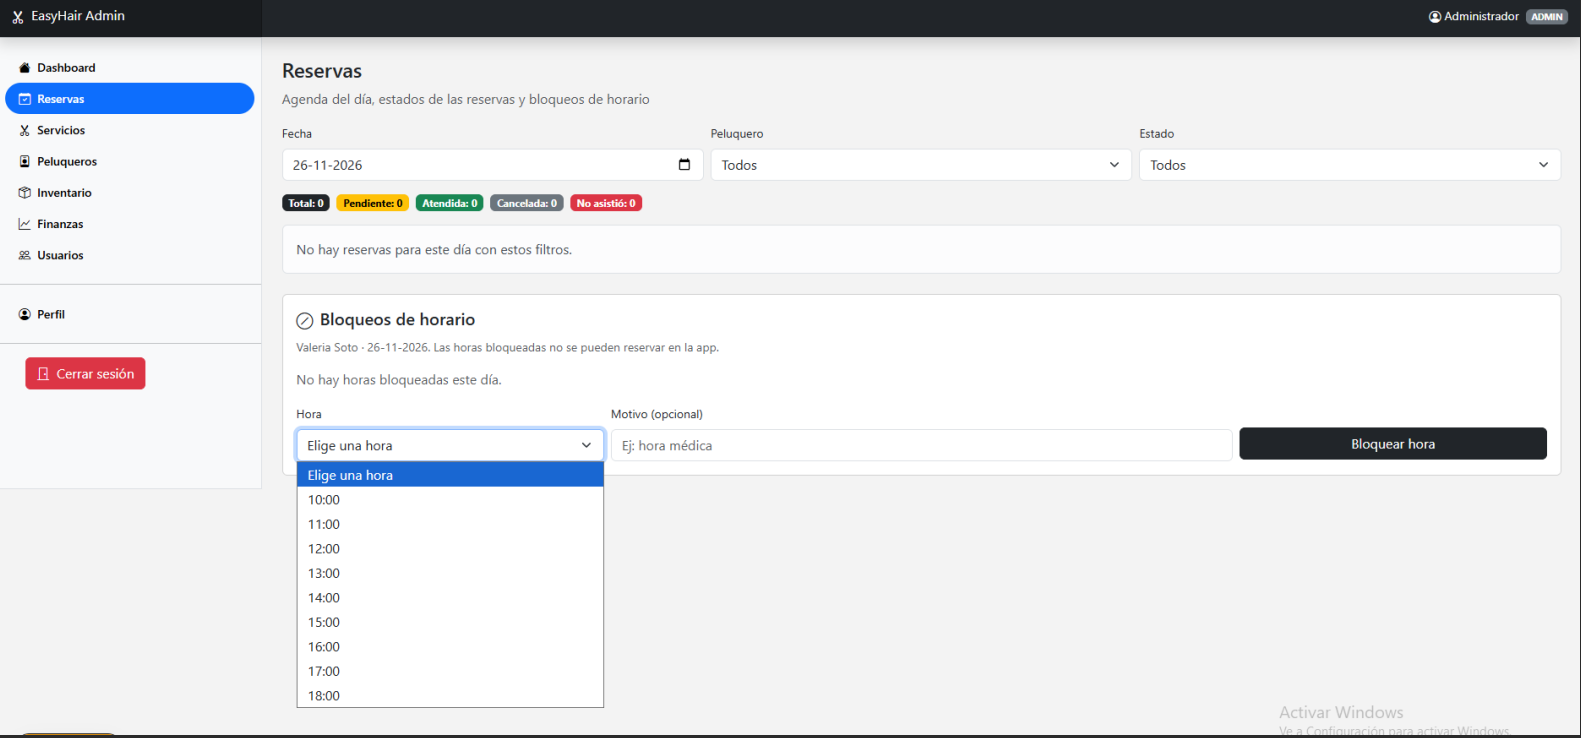 EasyHair Admin
Administrador ADMIN
Dashboard
Reservas
Servicios
Peluqueros
Inventario
Finanzas
Usuarios
Perfil
Cerrar sesión
Reservas
Agenda del día, estados de las reservas y bloqueos de horario
Fecha Peluquero Estado
26-11-2026 Todos Todos
Total: 0 Pendiente: 0 Atendida: 0 Cancelada: 0 No asistió: 0
No hay reservas para este día con estos filtros.
Bloqueos de horario
Valeria Soto · 26-11-2026. Las horas bloqueadas no se pueden reservar en la app.
No hay horas bloqueadas este día.
Hora Motivo (opcional)
Elige una hora Ej: hora médica Bloquear hora
Elige una hora
10:00
11:00
12:00
13:00
14:00
15:00
16:00
17:00
18:00
Activar Windows
Ve a Configuración para activar Windows.